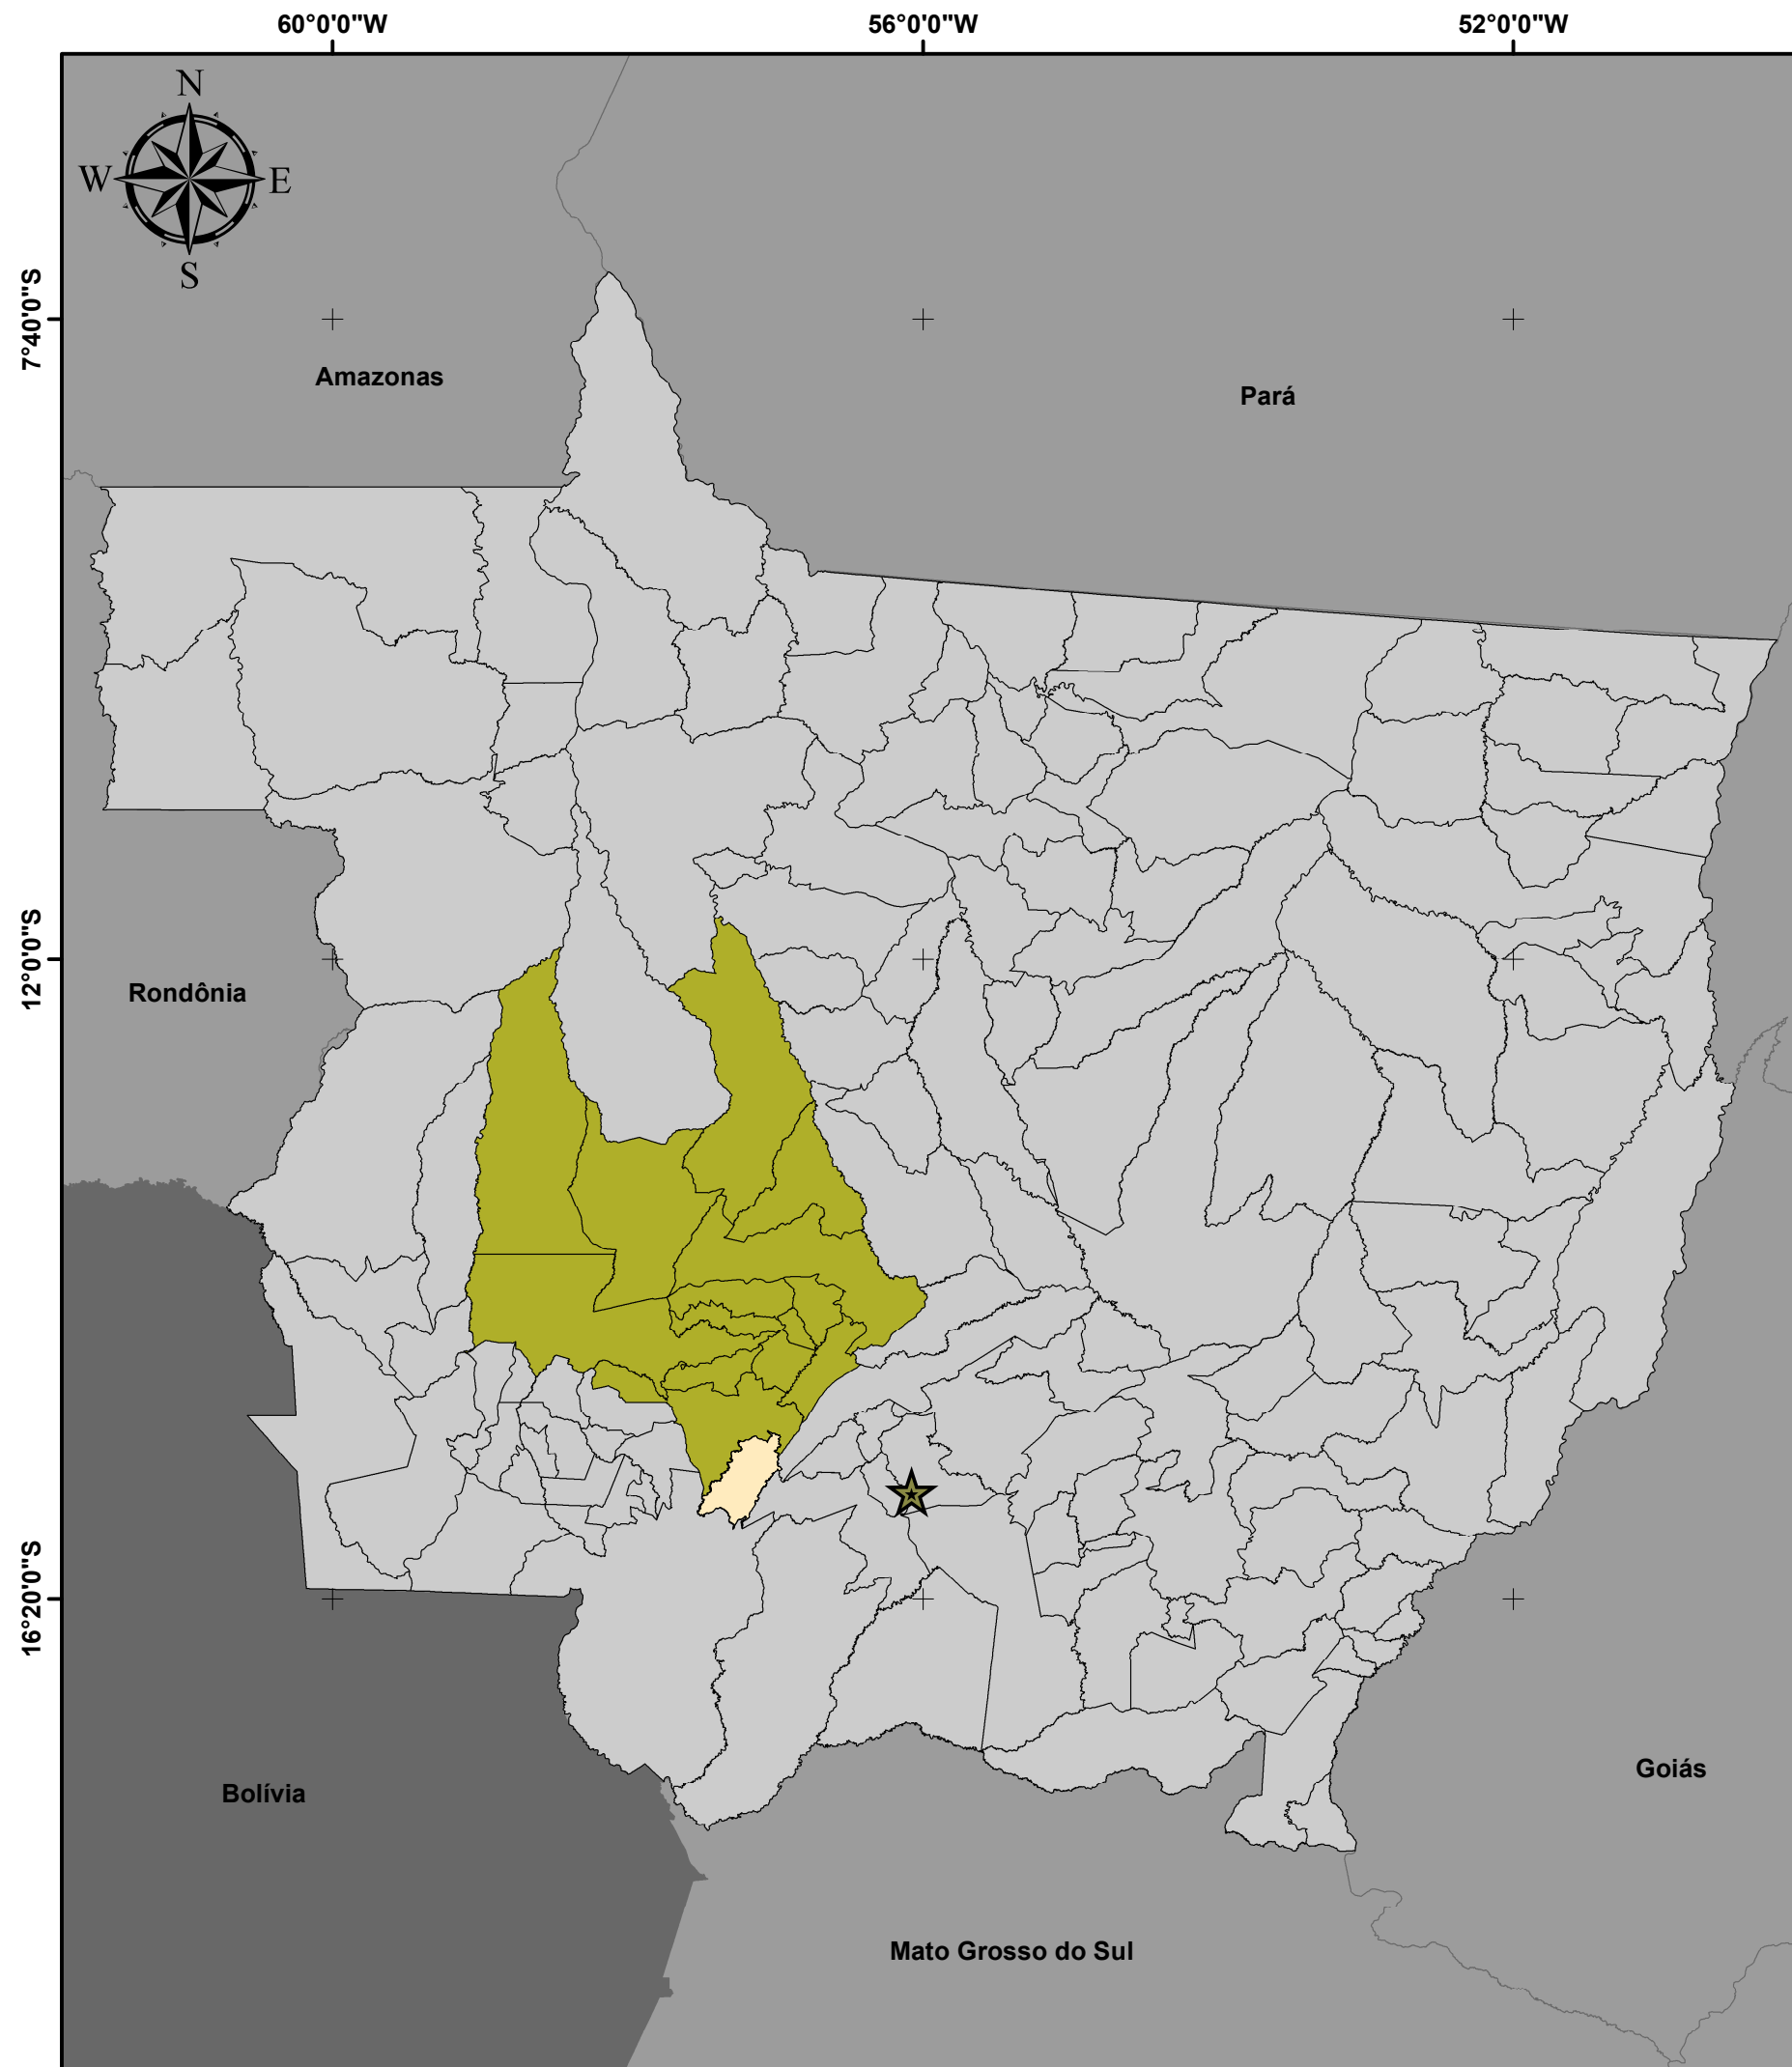 60°0'0"W 56°0'0"W 52°0'0"W
N
W E
S
7°40'0"S
Amazonas
Pará
12°0'0"S
Rondônia
16°20'0"S
Goiás
Bolívia
Mato Grosso do Sul